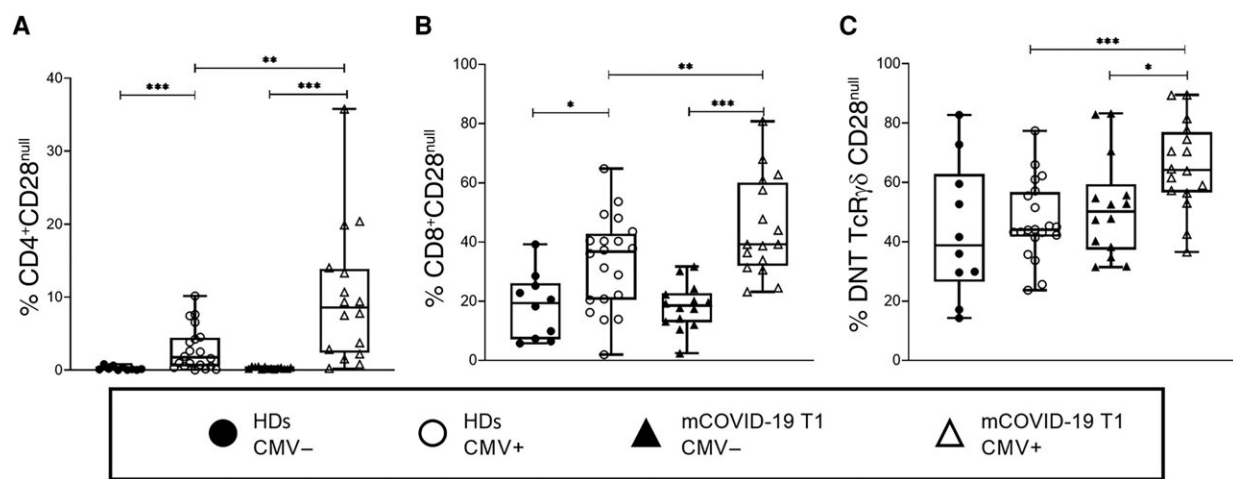 A
B
C
% CD4⁺CD28ⁿᵘˡˡ
40
30
20
10
0
***
**
***
% CD8⁺CD28ⁿᵘˡˡ
100
80
60
40
20
0
*
**
***
% DNT TcRγδ CD28ⁿᵘˡˡ
100
80
60
40
20
0
***
*
HDs
CMV–
HDs
CMV+
mCOVID-19 T1
CMV–
mCOVID-19 T1
CMV+